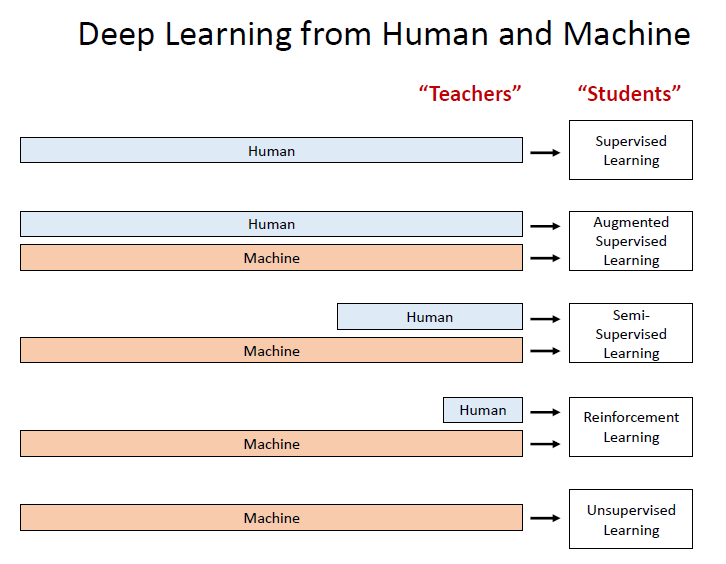 Deep Learning from Human and Machine
“Teachers” “Students”
Human
Supervised
Learning
Human
Machine
Augmented
Supervised
Learning
Human
Machine
Semi-
Supervised
Learning
Human
Machine
Reinforcement
Learning
Machine
Unsupervised
Learning